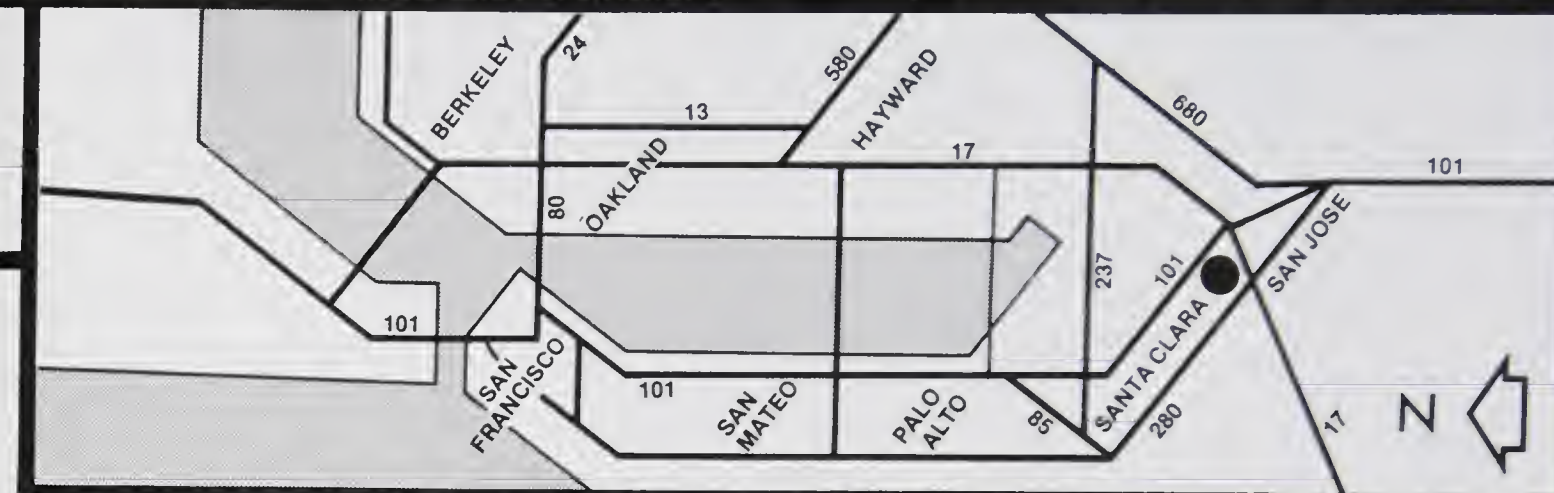 BERKELEY
24
580
HAYWARD
13
680
17
101
OAKLAND
80
237
101
SAN JOSE
101
SAN
FRANCISCO
101
SAN
MATEO
PALO
ALTO
85
SANTA CLARA
280
17
N